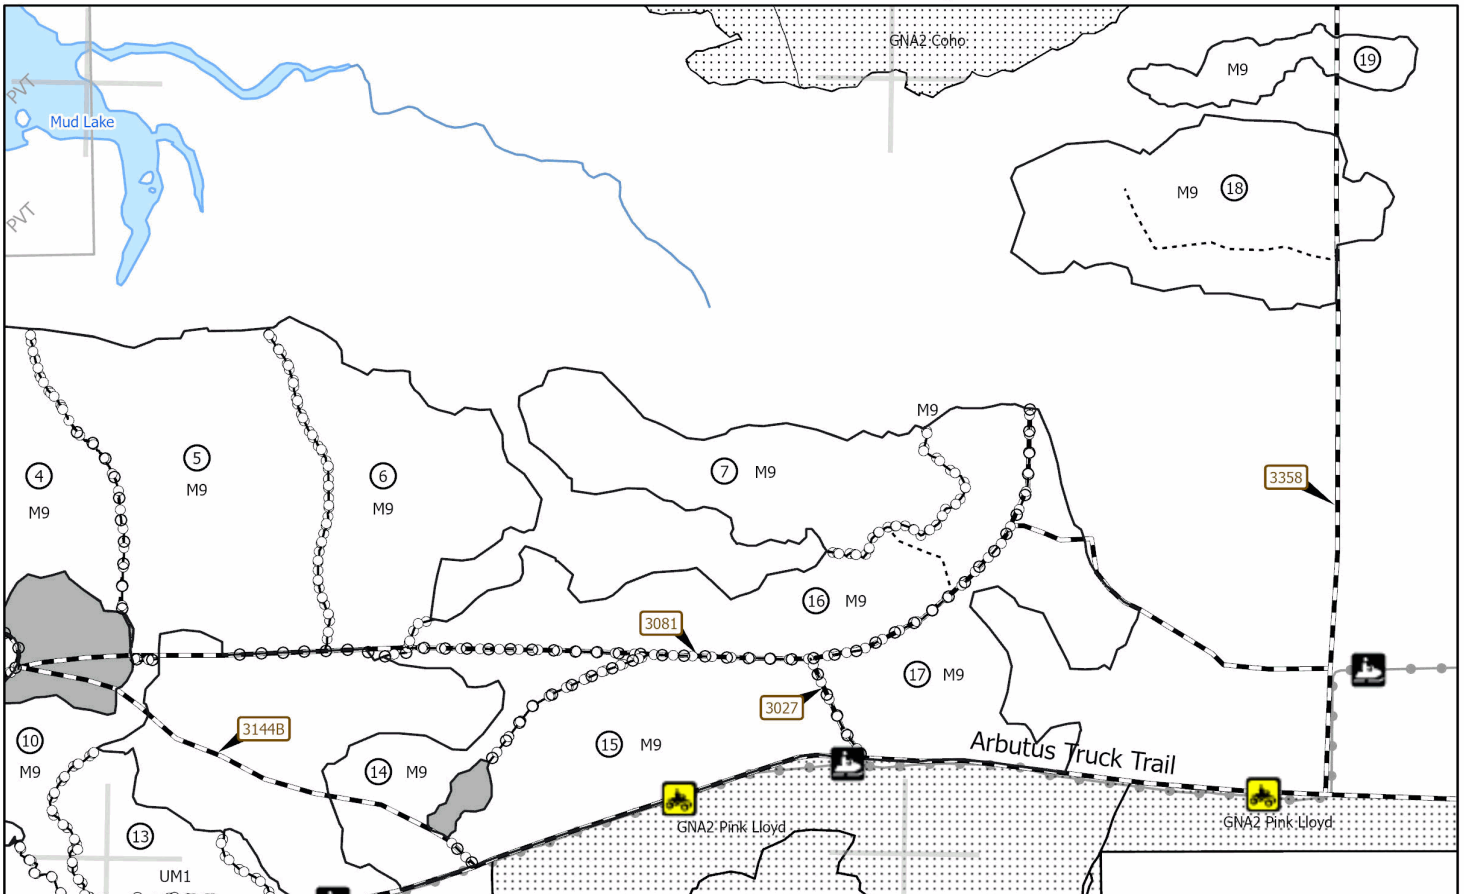 GNA2 Coho
M9
19
PVT
Mud Lake
M9
18
PVT
M9
5
M9
4
M9
6
M9
7
M9
3358
16
M9
3081
17
M9
3027
3144B
10
M9
15
M9
14
M9
Arbutus Truck Trail
GNA2 Pink Lloyd
GNA2 Pink Lloyd
13
UM1